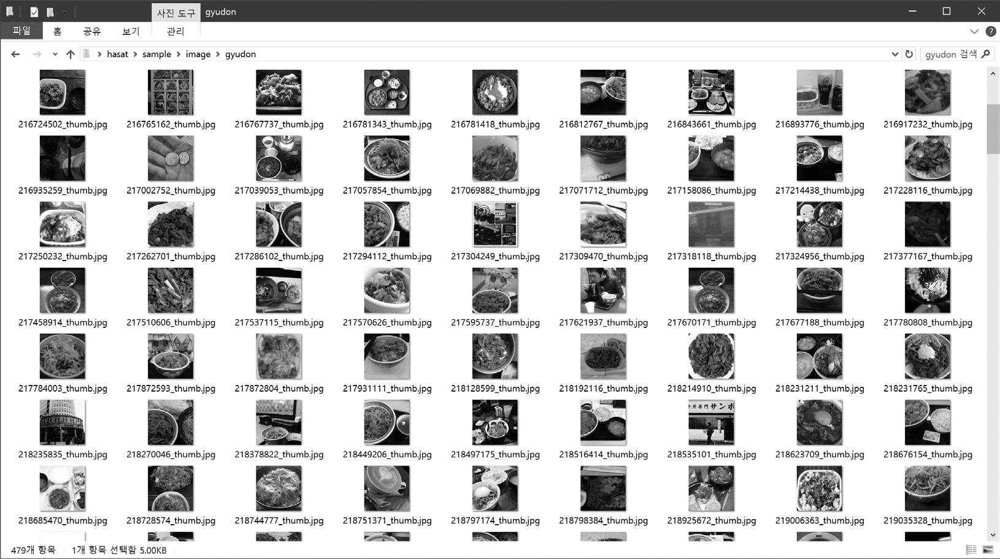 사진 도구 gyudon
파일 홈 공유 보기 관리
hasat sample image gyudon gyudon 검색
216724502_thumb.jpg 216765162_thumb.jpg 216767737_thumb.jpg 216781343_thumb.jpg 216781418_thumb.jpg 216812767_thumb.jpg 216843661_thumb.jpg 216893776_thumb.jpg 216917232_thumb.jpg
216935259_thumb.jpg 217002752_thumb.jpg 217039053_thumb.jpg 217057854_thumb.jpg 217069882_thumb.jpg 217071712_thumb.jpg 217158086_thumb.jpg 217214438_thumb.jpg 217228116_thumb.jpg
217250232_thumb.jpg 217262701_thumb.jpg 217286102_thumb.jpg 217294112_thumb.jpg 217304249_thumb.jpg 217309470_thumb.jpg 217318118_thumb.jpg 217324956_thumb.jpg 217377167_thumb.jpg
217458914_thumb.jpg 217510606_thumb.jpg 217537115_thumb.jpg 217570626_thumb.jpg 217595737_thumb.jpg 217621937_thumb.jpg 217670171_thumb.jpg 217677188_thumb.jpg 217780808_thumb.jpg
217784003_thumb.jpg 217872593_thumb.jpg 217872804_thumb.jpg 217931111_thumb.jpg 218128599_thumb.jpg 218192116_thumb.jpg 218214910_thumb.jpg 218231211_thumb.jpg 218231765_thumb.jpg
丼専門 サンボ
218235835_thumb.jpg 218270046_thumb.jpg 218378822_thumb.jpg 218449206_thumb.jpg 218497175_thumb.jpg 218516414_thumb.jpg 218535101_thumb.jpg 218623709_thumb.jpg 218676154_thumb.jpg
218685470_thumb.jpg 218728574_thumb.jpg 218744777_thumb.jpg 218751371_thumb.jpg 218797174_thumb.jpg 218798384_thumb.jpg 218925672_thumb.jpg 219006363_thumb.jpg 219035328_thumb.jpg
479개 항목 1개 항목 선택함 5.00KB